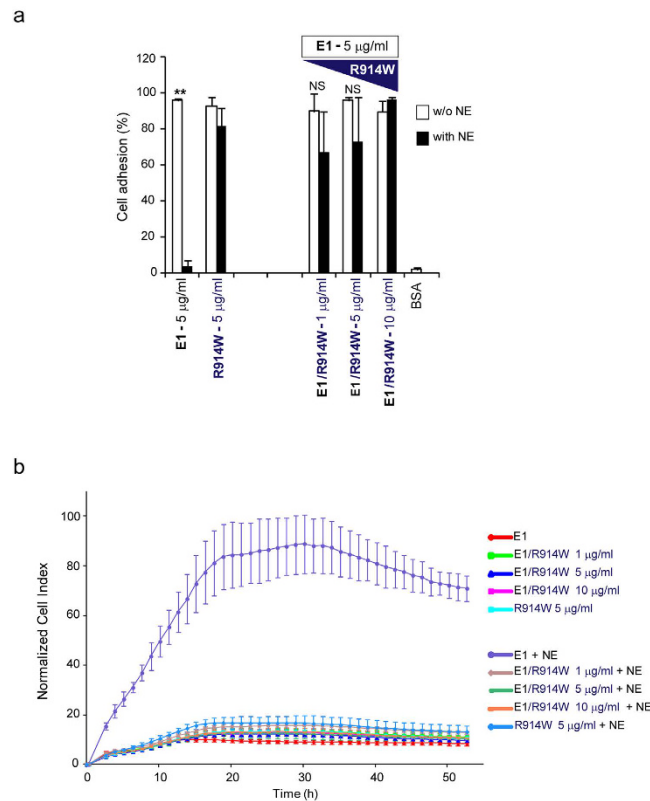 a
E1 - 5 μg/ml
R914W
120
100
80
60
40
20
0
Cell adhesion (%)
**
NS
NS
w/o NE
with NE
E1 - 5 μg/ml
R914W - 5 μg/ml
E1/R914W - 1 μg/ml
E1/R914W - 5 μg/ml
E1/R914W - 10 μg/ml
BSA
b
100
80
60
40
20
0
Normalized Cell Index
0 10 20 30 40 50
Time (h)
E1
E1/R914W 1 μg/ml
E1/R914W 5 μg/ml
E1/R914W 10 μg/ml
R914W 5 μg/ml
E1 + NE
E1/R914W 1 μg/ml + NE
E1/R914W 5 μg/ml + NE
E1/R914W 10 μg/ml + NE
R914W 5 μg/ml + NE